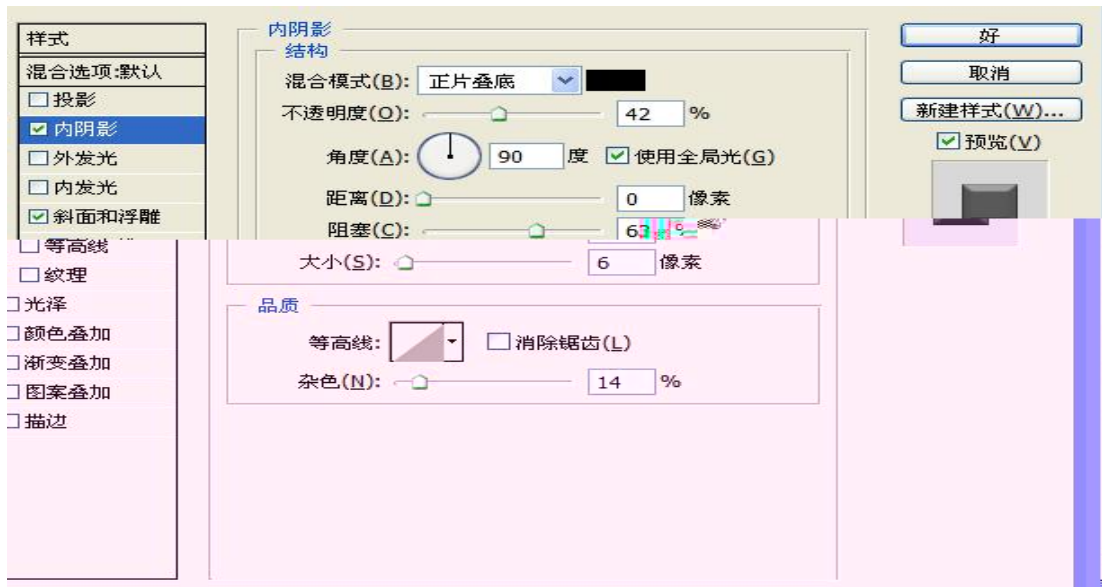 样式
混合选项:默认
投影
内阴影
外发光
内发光
斜面和浮雕
等高线
纹理
光泽
颜色叠加
渐变叠加
图案叠加
描边
内阴影
结构
混合模式(B): 正片叠底
不透明度(O): 42 %
角度(A): 90 度 使用全局光(G)
距离(D): 0 像素
阻塞(C):
大小(S): 6 像素
品质
等高线: 消除锯齿(L)
杂色(N): 14 %
好
取消
新建样式(W)...
预览(V)